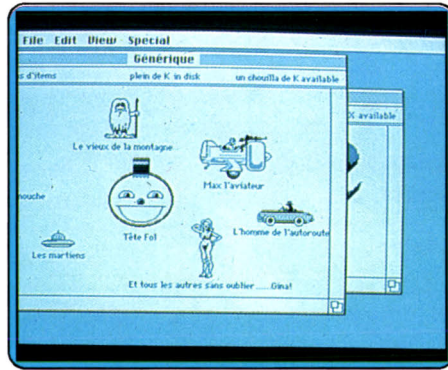 File Edit View Special
Générique
s d'items plein de K in disk un chouïlla de K available
K available
Le vieux de la montagne
Max l'aviateur
mouche
Tête Fol
L'homme de l'autoroute
Les martiens
Et tous les autres sans oublier......Gina!